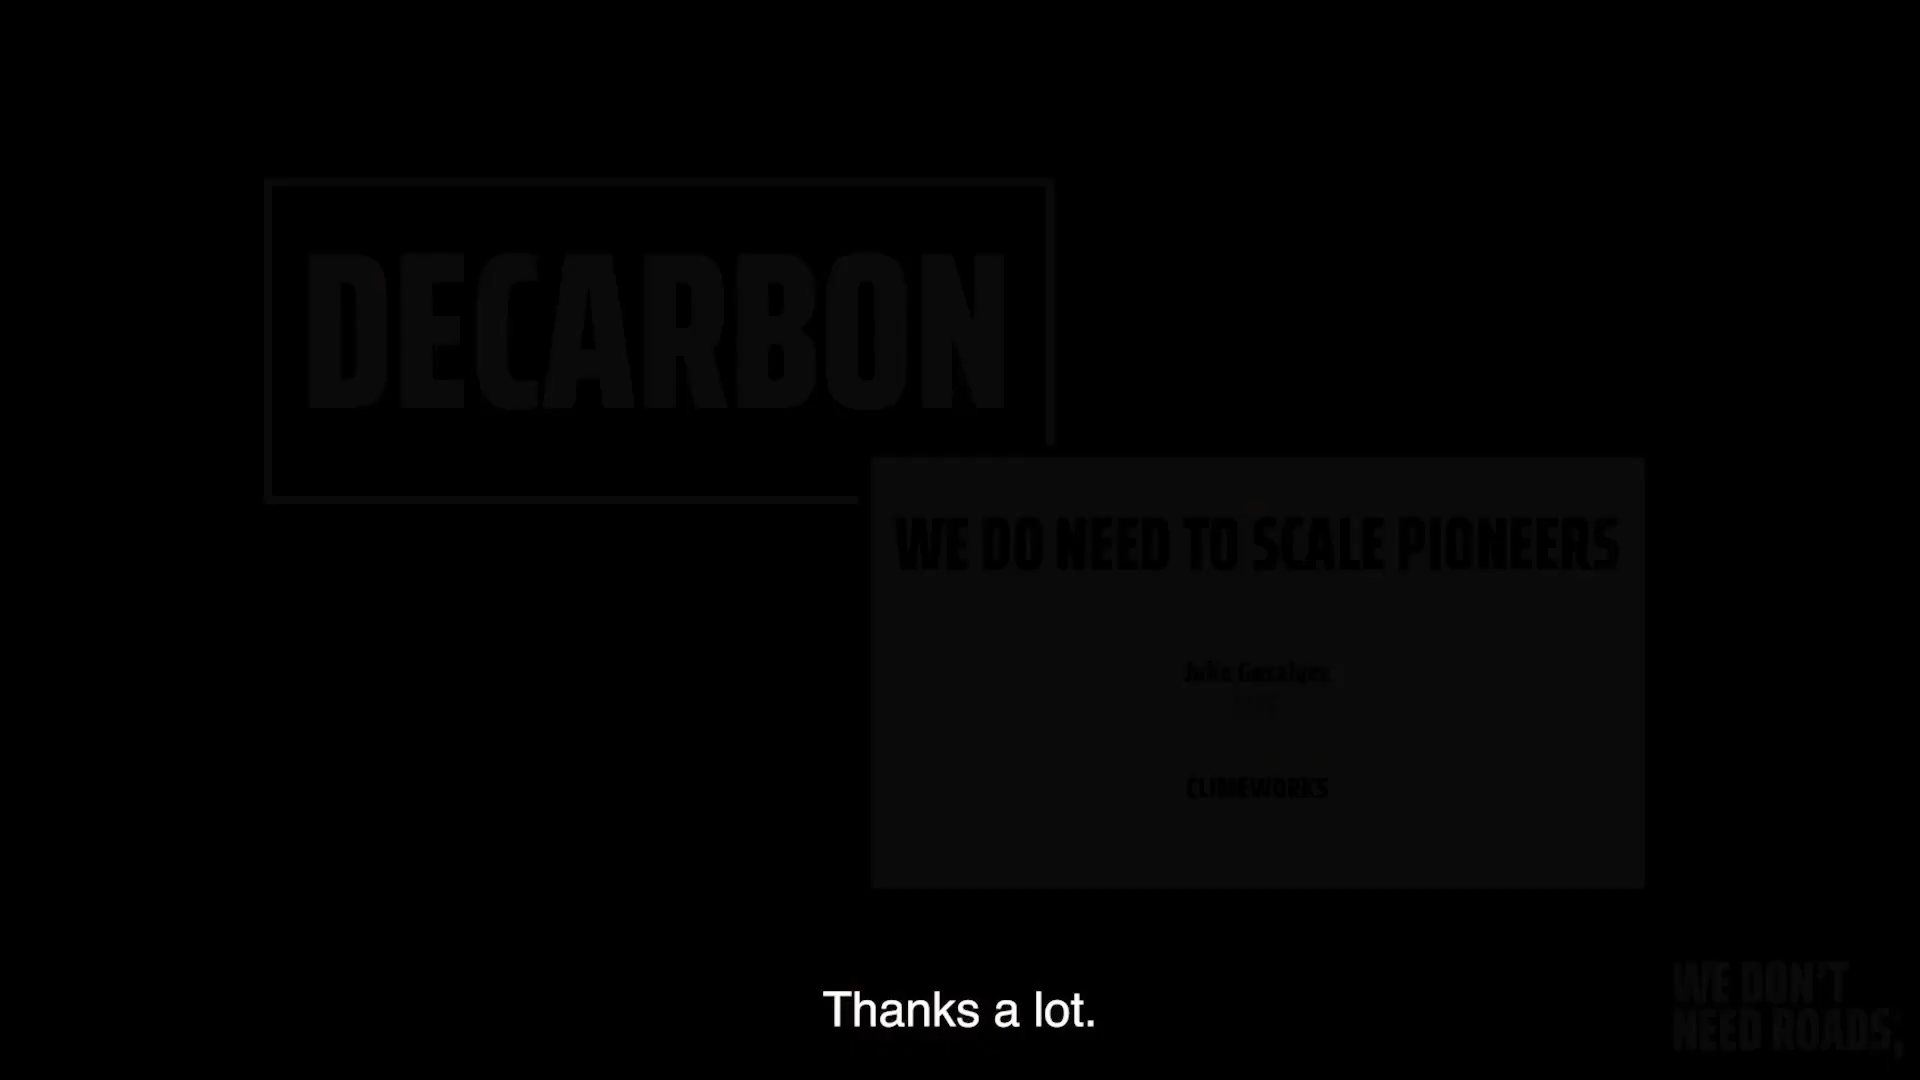 DECARBON
WE DO NEED TO SCALE PIONEERS
CLIMEWORKS
Thanks a lot.
WE DON'T
NEED ROADS,